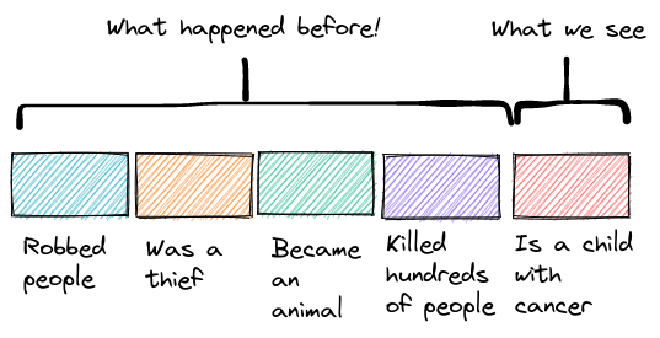 What happened before!
What we see
Robbed
people
Was a
thief
Became
an
animal
Killed
hundreds
of people
Is a child
with
cancer